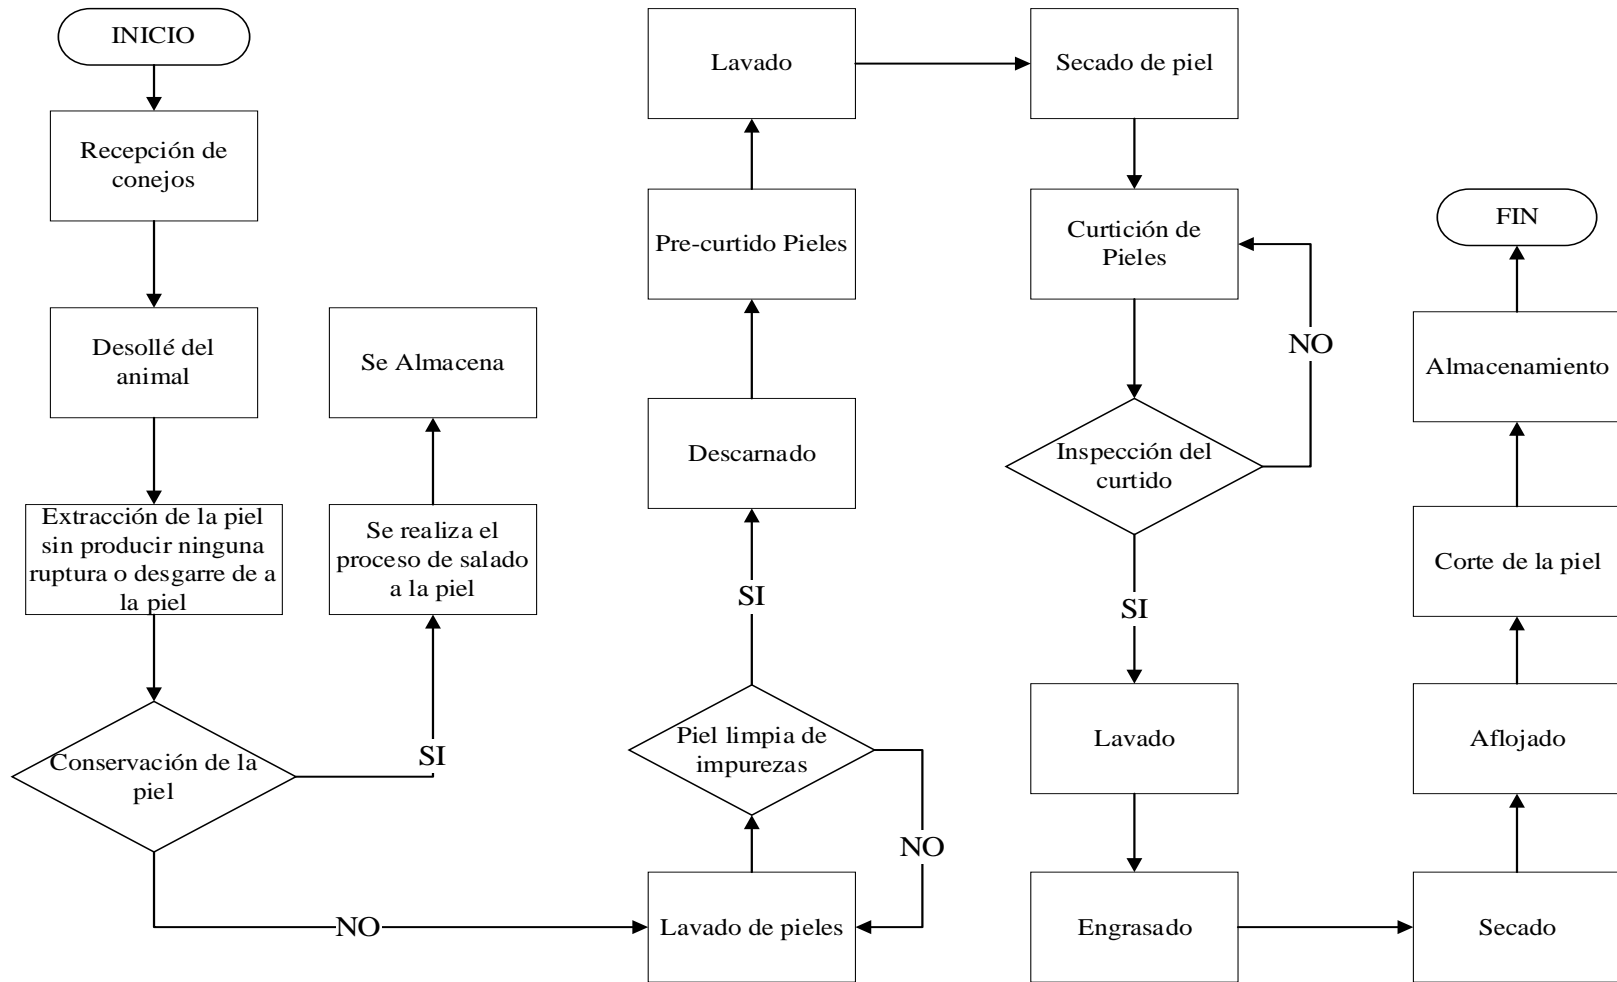 INICIO
Recepción de
conejos
Desollé del
animal
Extracción de la piel
sin producir ninguna
ruptura o desgarre de a
la piel
Conservación de la
piel
SI
NO
Se realiza el
proceso de salado
a la piel
Se Almacena
Lavado de pieles
Piel limpia de
impurezas
NO
SI
Descarnado
Pre-curtido Pieles
Lavado
Secado de piel
Curtición de
Pieles
Inspección del
curtido
NO
SI
Lavado
Engrasado
Secado
Aflojado
Corte de la piel
Almacenamiento
FIN